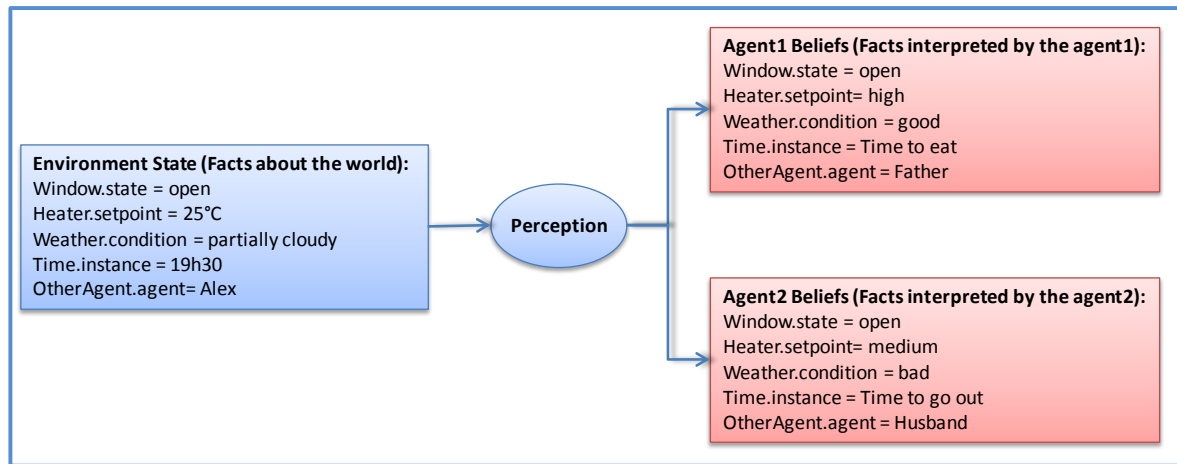 Environment State (Facts about the world):
Window.state = open
Heater.setpoint = 25°C
Weather.condition = partially cloudy
Time.instance = 19h30
OtherAgent.agent= Alex
Perception
Agent1 Beliefs (Facts interpreted by the agent1):
Window.state = open
Heater.setpoint= high
Weather.condition = good
Time.instance = Time to eat
OtherAgent.agent = Father
Agent2 Beliefs (Facts interpreted by the agent2):
Window.state = open
Heater.setpoint= medium
Weather.condition = bad
Time.instance = Time to go out
OtherAgent.agent = Husband